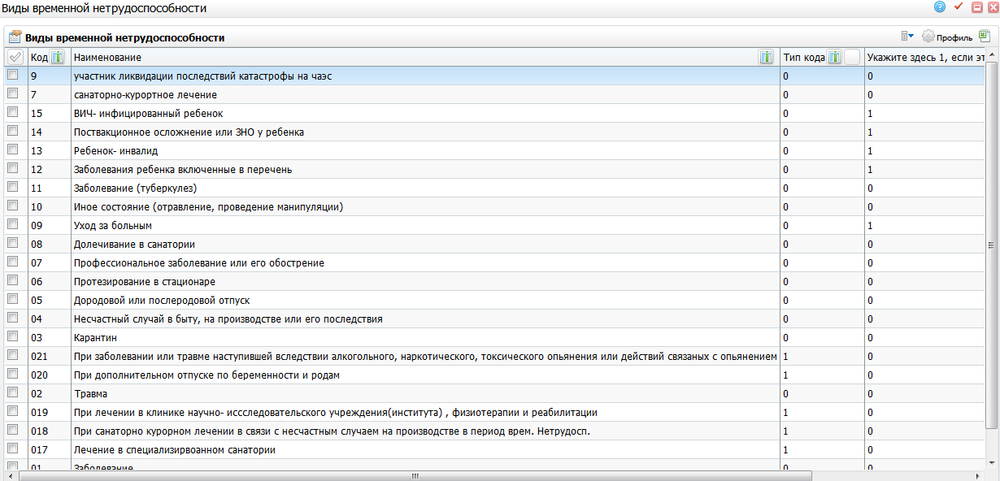 Виды временной нетрудоспособности
Виды временной нетрудоспособности
Профиль
Код Наименование Тип кода Укажите здесь 1, если эт
9 участник ликвидации последствий катастрофы на чаэс 0 0
7 санаторно-курортное лечение 0 0
15 ВИЧ- инфицированный ребенок 0 1
14 Поствакционное осложнение или ЗНО у ребенка 0 1
13 Ребенок- инвалид 0 1
12 Заболевания ребенка включенные в перечень 0 1
11 Заболевание (туберкулез) 0 0
10 Иное состояние (отравление, проведение манипуляции) 0 0
09 Уход за больным 0 1
08 Долечивание в санатории 0 0
07 Профессиональное заболевание или его обострение 0 0
06 Протезирование в стационаре 0 0
05 Дородовой или послеродовой отпуск 0 0
04 Несчастный случай в быту, на производстве или его последствия 0 0
03 Карантин 0 0
021 При заболевании или травме наступившей вследствии алкогольного, наркотического, токсического опьянения или действий связаных с опьянением 1 0
020 При дополнительном отпуске по беременности и родам 1 0
02 Травма 0 0
019 При лечении в клинике научно- иссследовательского учреждения(института) , физиотерапии и реабилитации 1 0
018 При санаторно курорном лечении в связи с несчастным случаем на производстве в период врем. Нетрудосп. 1 0
017 Лечение в специализирвоанном санатории 1 0
01 Заболевание 0 0